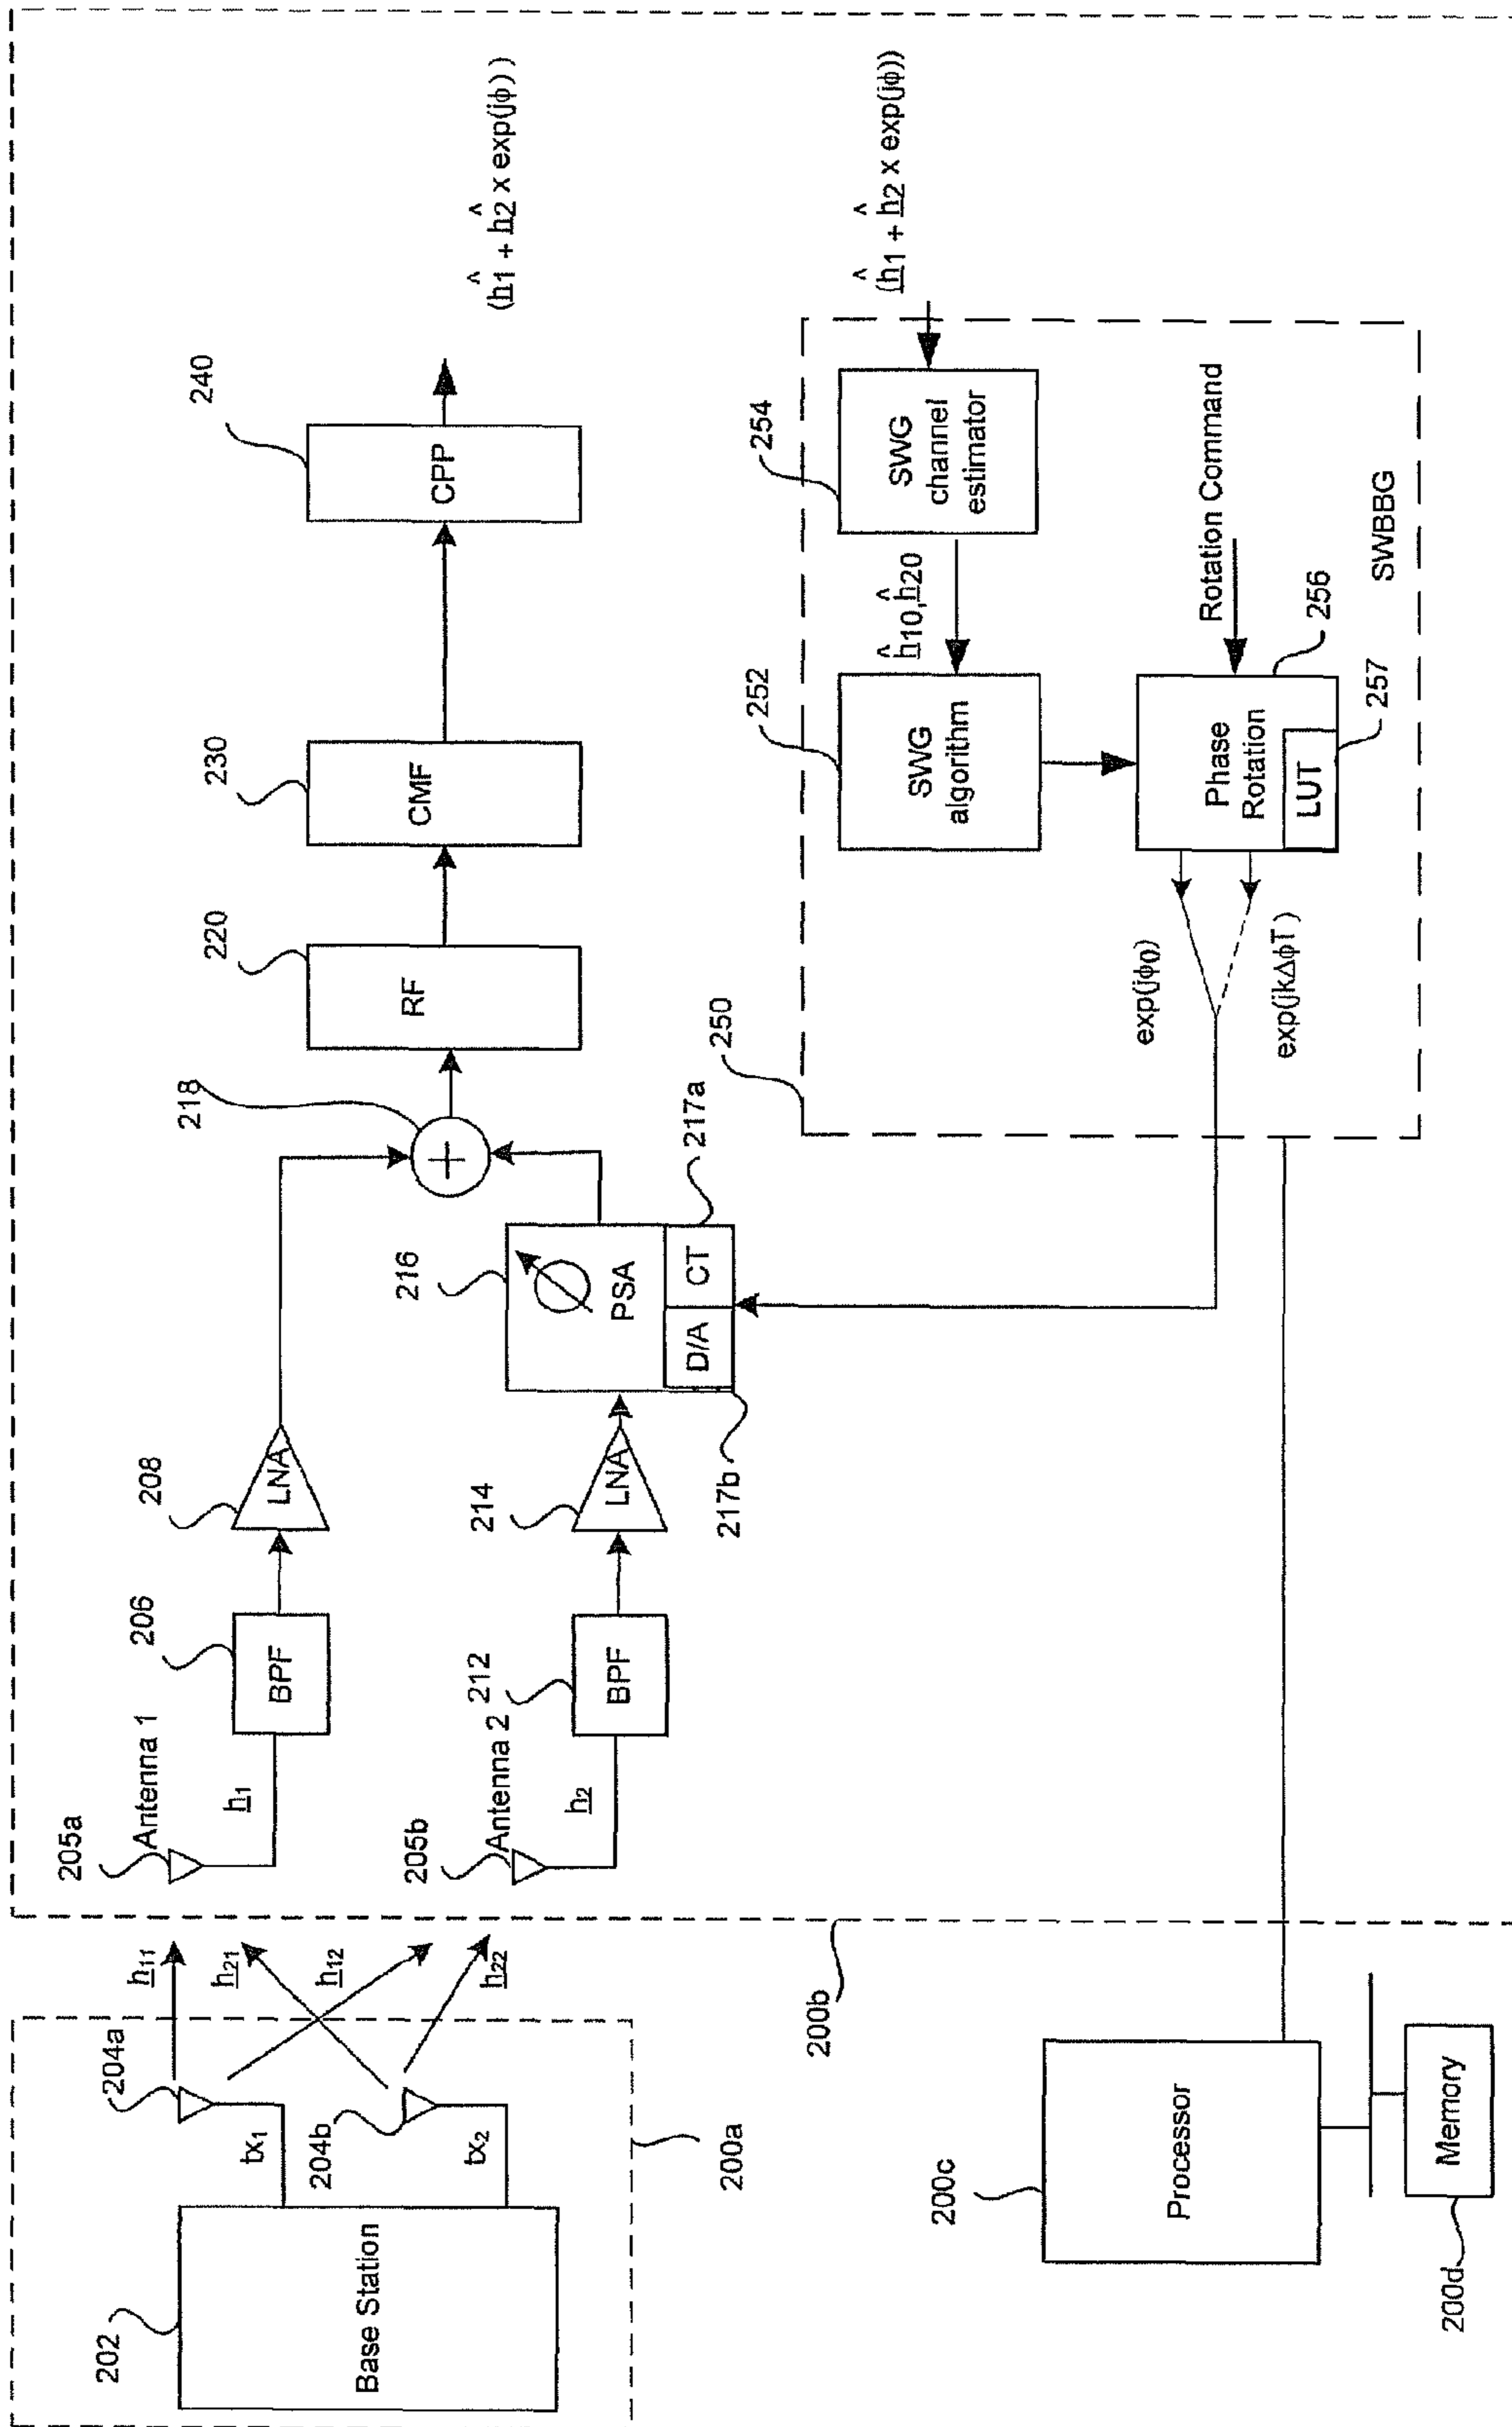 202
Base Station
tx1
tx2
204a
204b
200a
h11
h21
h12
h22
200b
200c
Processor
200d
Memory
205a
Antenna 1
h1
206
BPF
208
LNA
205b
Antenna 2
h2
212
BPF
214
LNA
217b
216
PSA
D/A
CT
217a
218
+
220
RF
230
CMF
240
CPP
(ĥ1 + ĥ2 x exp(jϕ))
250
exp(jϕ0)
exp(jkΔϕT)
252
SWG
algorithm
ĥ10,ĥ20
254
SWG
channel
estimator
(ĥ1 + ĥ2 x exp(jϕ))
Phase
Rotation
LUT
257
256
Rotation Command
SWBBG